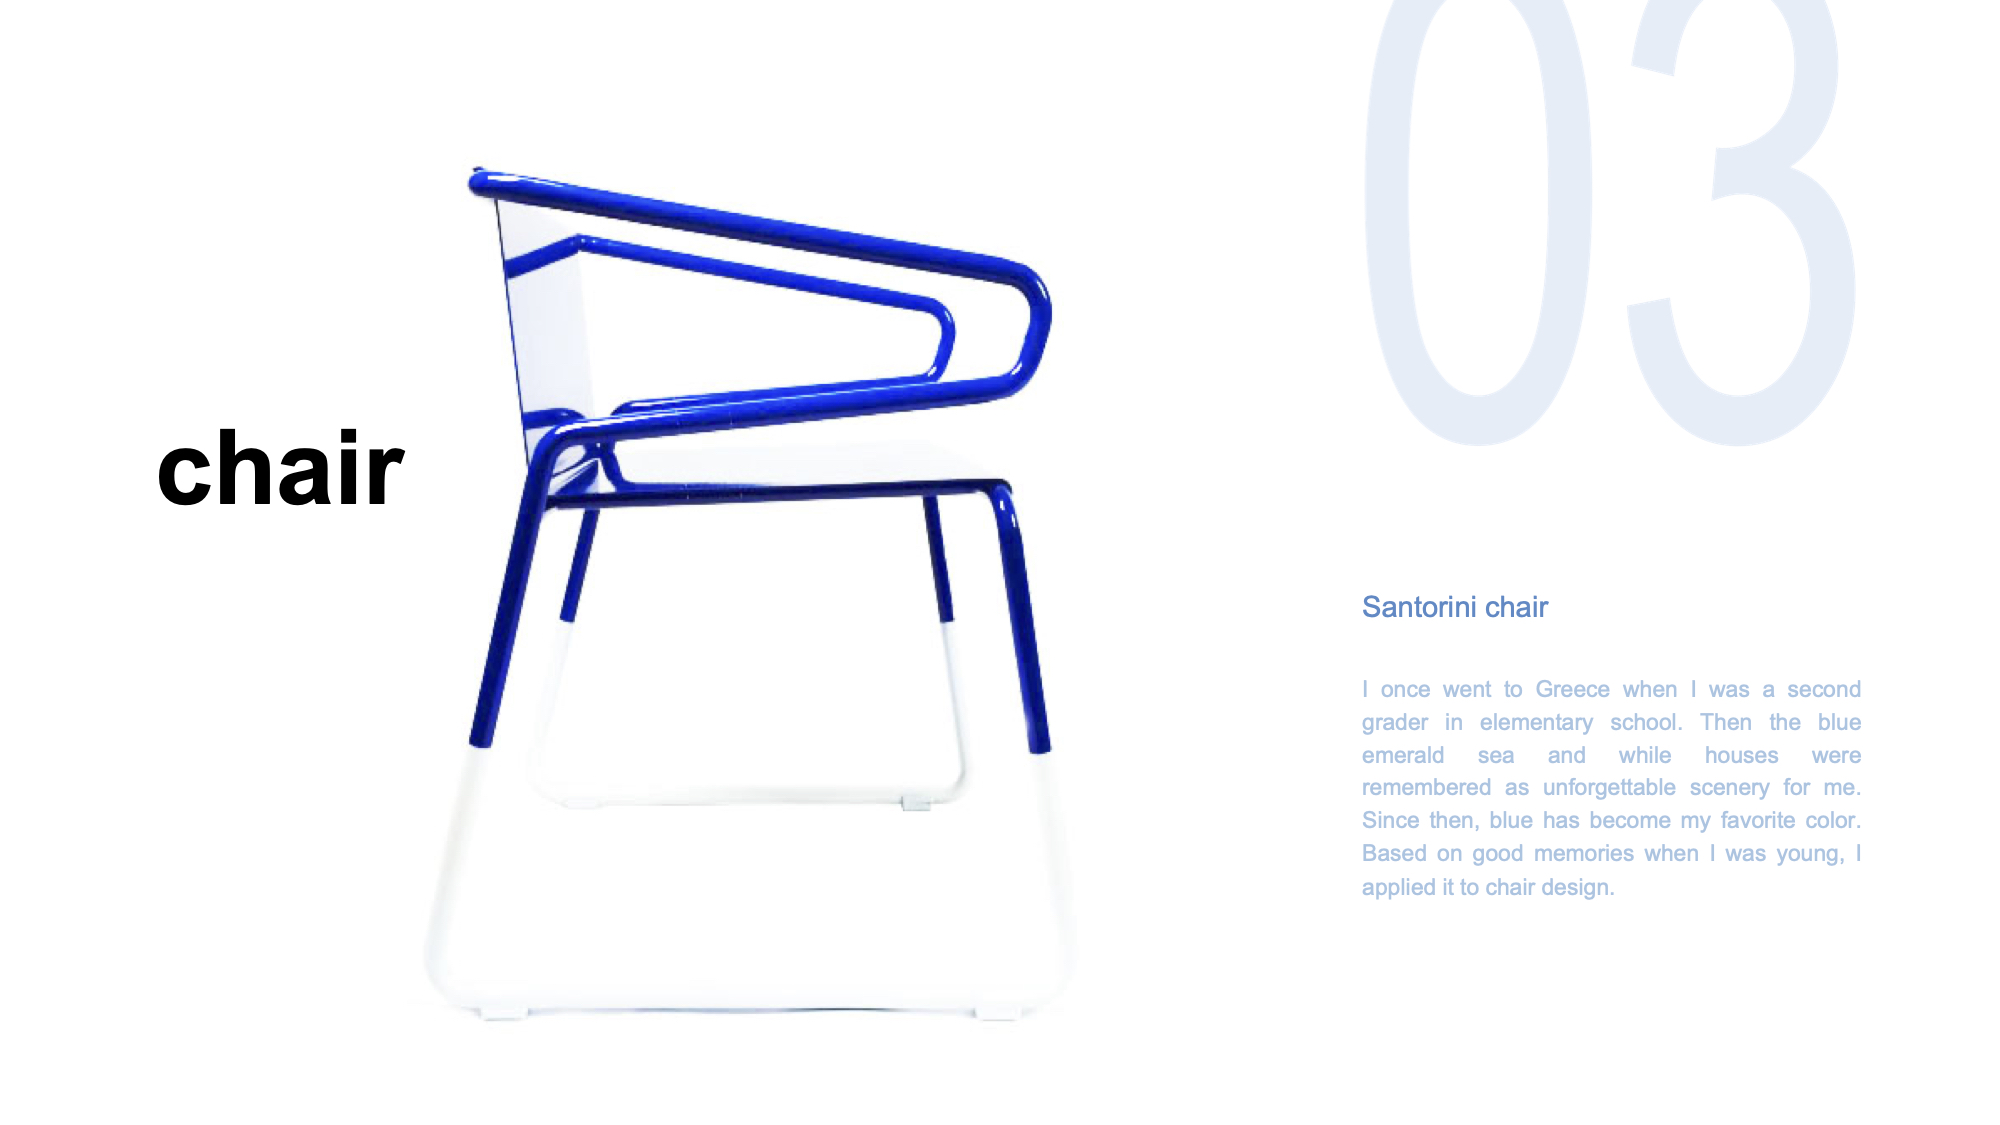 03
chair
Santorini chair
I once went to Greece when I was a second
grader in elementary school. Then the blue
emerald sea and while houses were
remembered as unforgettable scenery for me.
Since then, blue has become my favorite color.
Based on good memories when I was young, I
applied it to chair design.